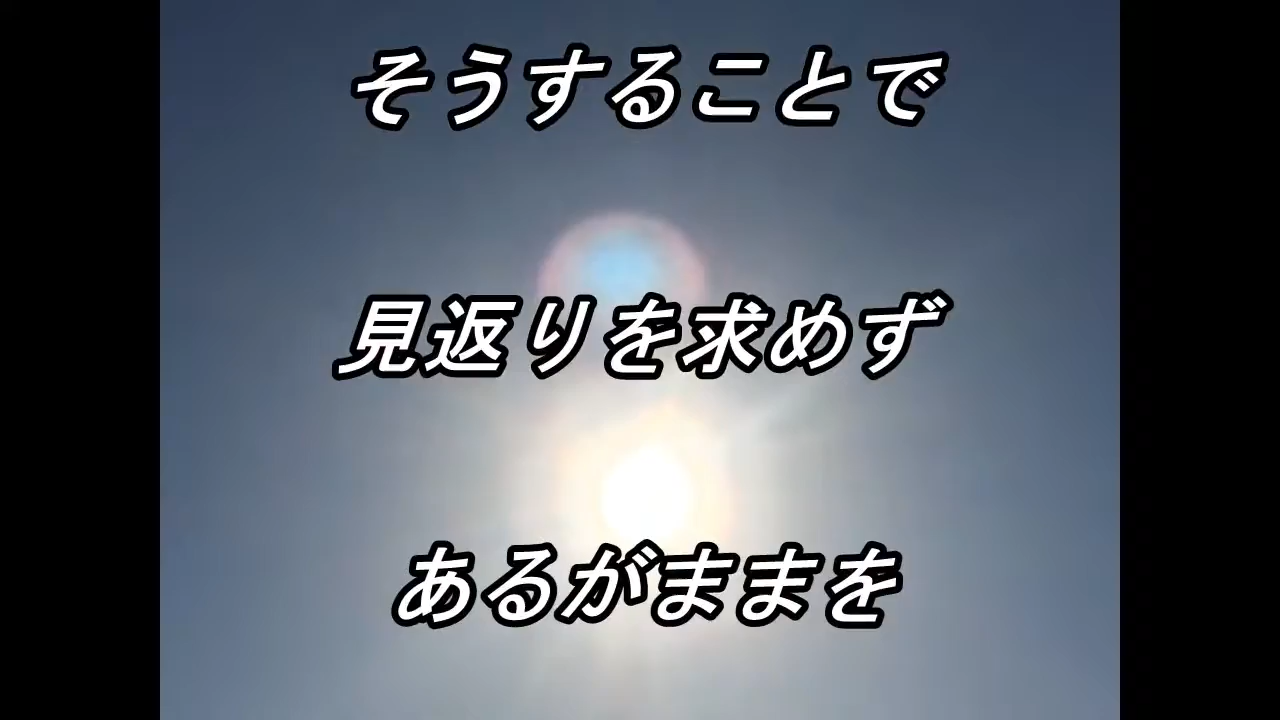 そうすることで
見返りを求めず
あるがままを